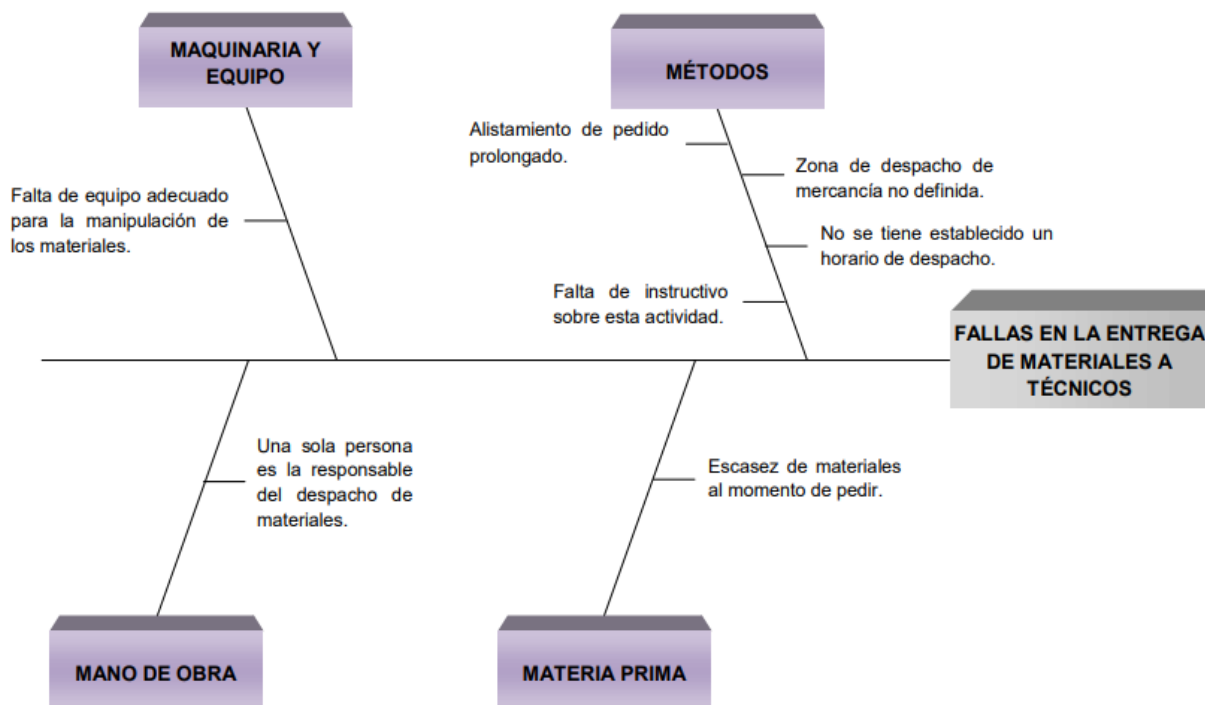 MAQUINARIA Y
EQUIPO
MÉTODOS
Alistamiento de pedido
prolongado.
Zona de despacho de
mercancía no definida.
Falta de equipo adecuado
para la manipulación de
los materiales.
No se tiene establecido un
horario de despacho.
Falta de instructivo
sobre esta actividad.
FALLAS EN LA ENTREGA
DE MATERIALES A
TÉCNICOS
Una sola persona
es la responsable
del despacho de
materiales.
Escasez de materiales
al momento de pedir.
MANO DE OBRA
MATERIA PRIMA